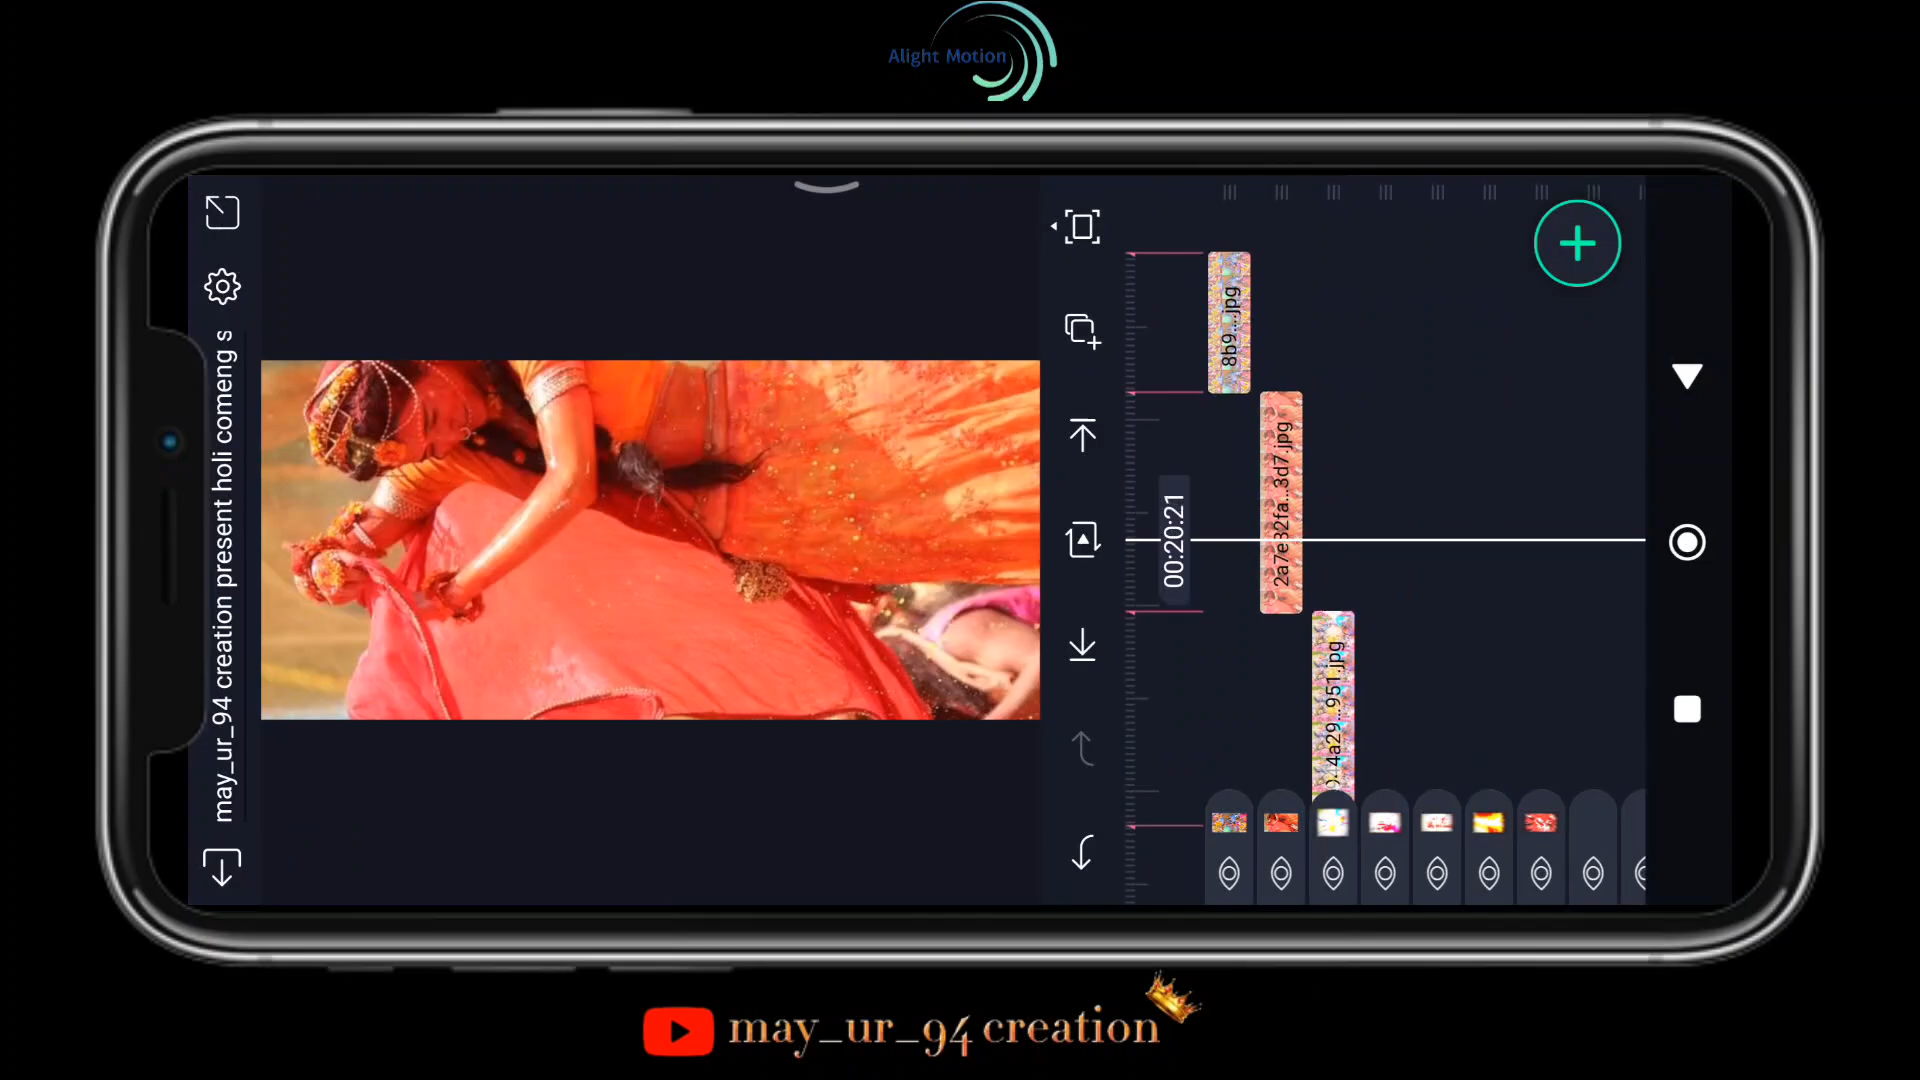 Alight Motion
may_ur_94 creation present holi comeng s
00:20:21
8b9....jpg
2a7e82fa...3d7.jpg
4a29...951.jpg
may_ur_94 creation